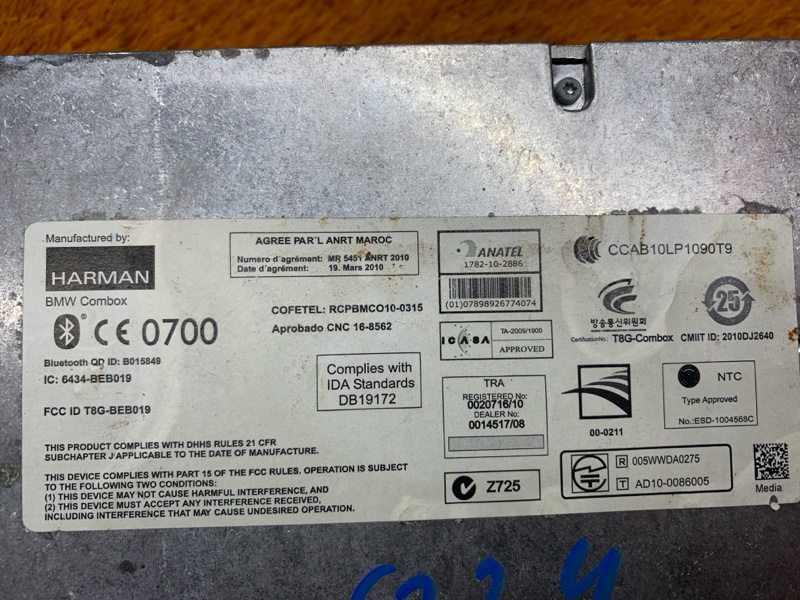 Manufactured by:
HARMAN
BMW Combox
® CE 0700
Bluetooth QD ID: B015849
IC: 6434-BEB019
FCC ID T8G-BEB019
THIS PRODUCT COMPLIES WITH DHHS RULES 21 CFR
SUBCHAPTER J APPLICABLE TO THE DATE OF MANUFACTURE.
THIS DEVICE COMPLIES WITH PART 15 OF THE FCC RULES. OPERATION IS SUBJECT
TO THE FOLLOWING TWO CONDITIONS:
(1) THIS DEVICE MAY NOT CAUSE HARMFUL INTERFERENCE, AND
(2) THIS DEVICE MUST ACCEPT ANY INTERFERENCE RECEIVED,
INCLUDING INTERFERENCE THAT MAY CAUSE UNDESIRED OPERATION.
AGREE PAR'L ANRT MAROC
Numero d'agrément: MR 5451 ANRT 2010
Date d'agrément: 19. Mars 2010
COFETEL: RCPBMCO10-0315
Aprobado CNC 16-8562
Complies with
IDA Standards
DB19172
ANATEL
1782-10-2886
(01)07898926774074
ICASA
TA-2009/1900
APPROVED
TRA
REGISTERED No:
0020716/10
DEALER No:
0014517/08
Z725
CCAB10LP1090T9
방송통신위원회
25
CertificationNo.: T8G-Combox CMIIT ID: 2010DJ2640
00-0211
NTC
Type Approved
No.:ESD-1004568C
R 005WWDA0275
T AD10-0086005
Media